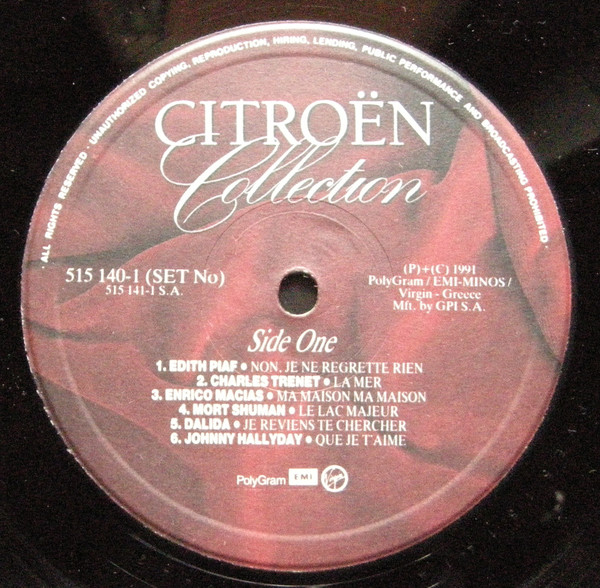 · ALL RIGHTS RESERVED · UNAUTHORIZED COPYING, REPRODUCTION, HIRING, LENDING, PUBLIC PERFORMANCE AND BROADCASTING PROHIBITED ·
CITROËN
Collection
515 140-1 (SET No)
515 141-1 S.A.
(P)+(C) 1991
PolyGram / EMI-MINOS /
Virgin - Greece
Mft. by GPI S.A.
Side One
1. EDITH PIAF • NON, JE NE REGRETTE RIEN
2. CHARLES TRENET • LA MER
3. ENRICO MACIAS • MA MAISON MA MAISON
4. MORT SHUMAN • LE LAC MAJEUR
5. DALIDA • JE REVIENS TE CHERCHER
6. JOHNNY HALLYDAY • QUE JE T'AIME
PolyGram EMI Virgin